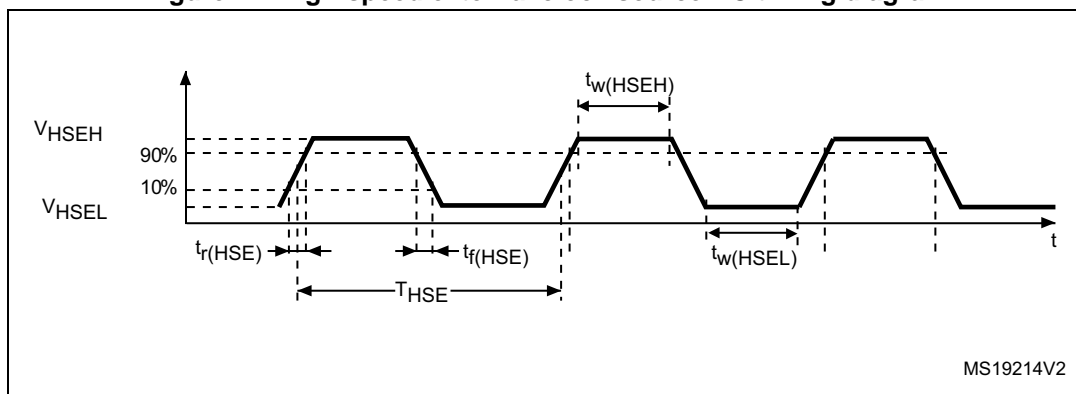 t_w(HSEH)
V_HSEH
90%
10%
V_HSEL
t_r(HSE)
t_f(HSE)
t_w(HSEL)
t
T_HSE
MS19214V2